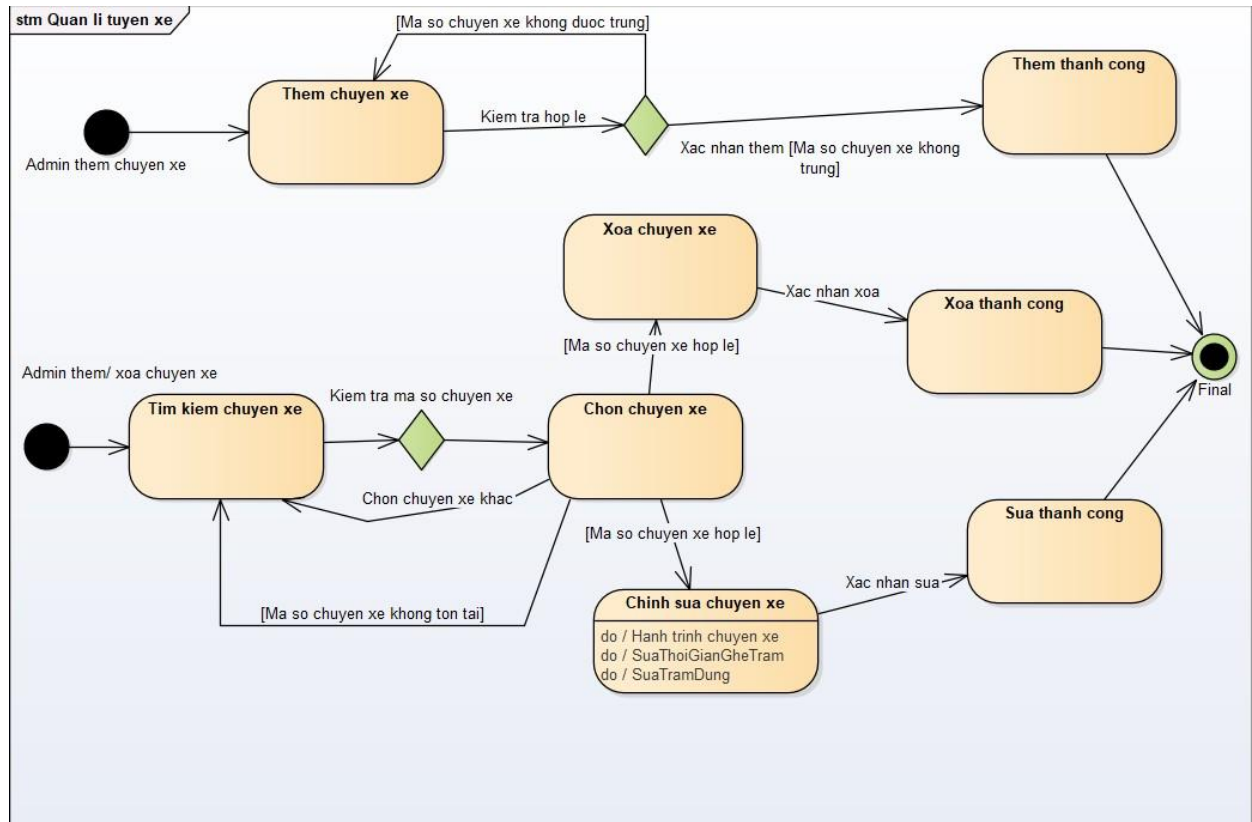 stm Quan li tuyen xe
[Ma so chuyen xe khong duoc trung]
Them chuyen xe
Them thanh cong
Kiem tra hop le
Admin them chuyen xe
Xac nhan them [Ma so chuyen xe khong
trung]
Xoa chuyen xe
Xac nhan xoa
Xoa thanh cong
[Ma so chuyen xe hop le]
Final
Admin them/ xoa chuyen xe
Kiem tra ma so chuyen xe
Tim kiem chuyen xe
Chon chuyen xe
Chon chuyen xe khac
[Ma so chuyen xe hop le]
Sua thanh cong
Xac nhan sua
[Ma so chuyen xe khong ton tai]
Chinh sua chuyen xe
do / Hanh trinh chuyen xe
do / SuaThoiGianGheTram
do / SuaTramDung